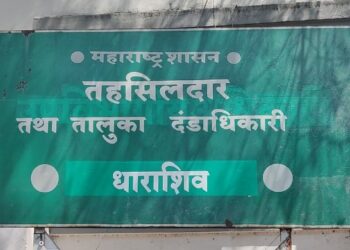 महाराष्ट्र शासन
तहसिलदार
तथा तालुका दंडाधिकारी
धाराशिव